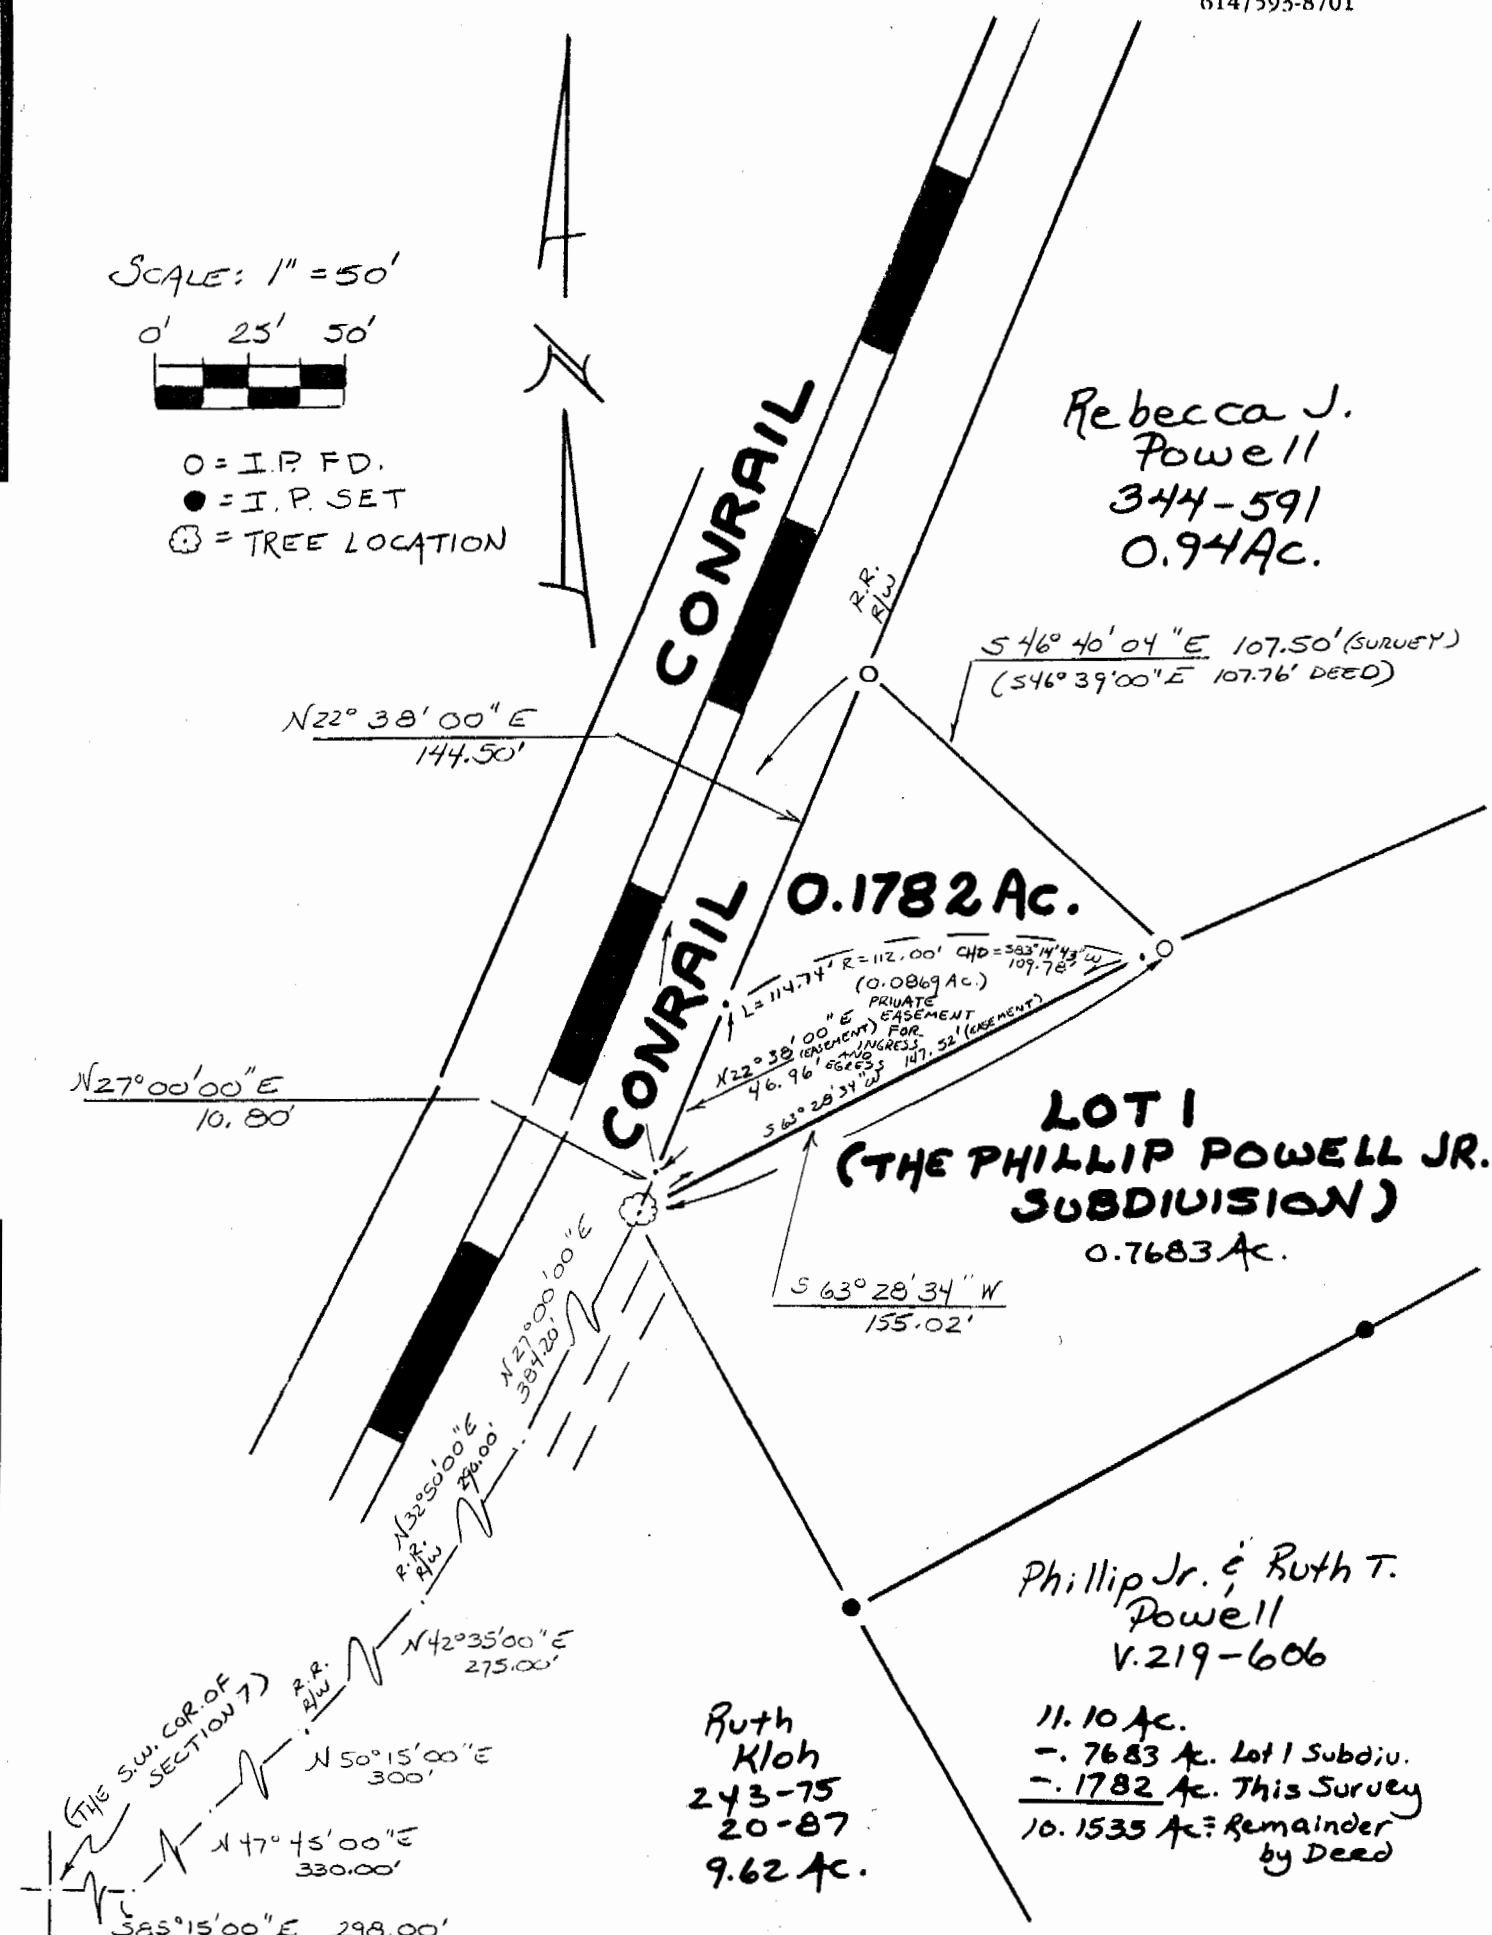 614/593-8701
SCALE: 1" = 50'
0' 25' 50'
O = I.P. FD.
● = I.P. SET
= TREE LOCATION
N
CONRAIL
Rebecca J.
Powell
344-591
0.94 Ac.
R.R.
R/W
S 46° 40' 04" E 107.50' (SURVEY)
(S46° 39' 00" E 107.76' DEED)
N22° 38' 00" E
144.50'
0.1782 Ac.
CONRAIL
L = 114.74' R = 112.00' CHD = S83° 14' 43" W
109.78'
(0.0869 Ac.)
PRIVATE
EASEMENT
FOR
INGRESS
AND
EGRESS
N22° 38' 00" E
(EASEMENT)
46.96'
S 63° 28' 34" W 147.52' (EASEMENT)
N27° 00' 00" E
10.80'
LOT 1
(THE PHILLIP POWELL JR.
SUBDIVISION)
0.7683 Ac.
S 63° 28' 34" W
155.02'
N27° 00' 00" E
384.20'
N32° 50' 00" E
290.00'
R.R.
R/W
N42° 35' 00" E
275.00'
R.R.
R/W
(THE S.W. COR. OF
SECTION 7)
N 50° 15' 00" E
300'
N 47° 45' 00" E
330.00'
S85° 15' 00" E 298.00'
Ruth
Kloh
243-75
20-87
9.62 Ac.
Phillip Jr. & Ruth T.
Powell
V. 219-606
11.10 Ac.
-. 7683 Ac. Lot 1 Subdiv.
-. 1782 Ac. This Survey
10.1535 Ac = Remainder
by Deed